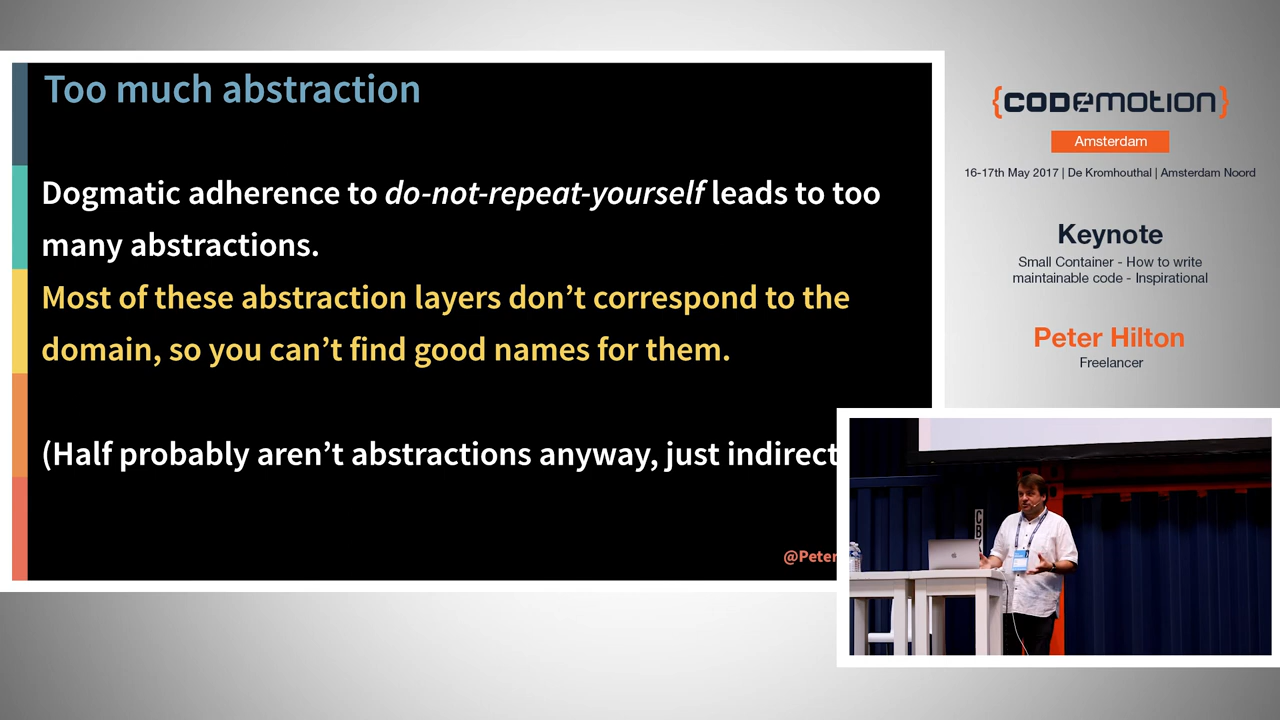 Too much abstraction
Dogmatic adherence to do-not-repeat-yourself leads to too
many abstractions.
Most of these abstraction layers don’t correspond to the
domain, so you can’t find good names for them.
(Half probably aren’t abstractions anyway, just indirect
@Peter
{CODEMOTION}
Amsterdam
16-17th May 2017 | De Kromhouthal | Amsterdam Noord
Keynote
Small Container - How to write
maintainable code - Inspirational
Peter Hilton
Freelancer